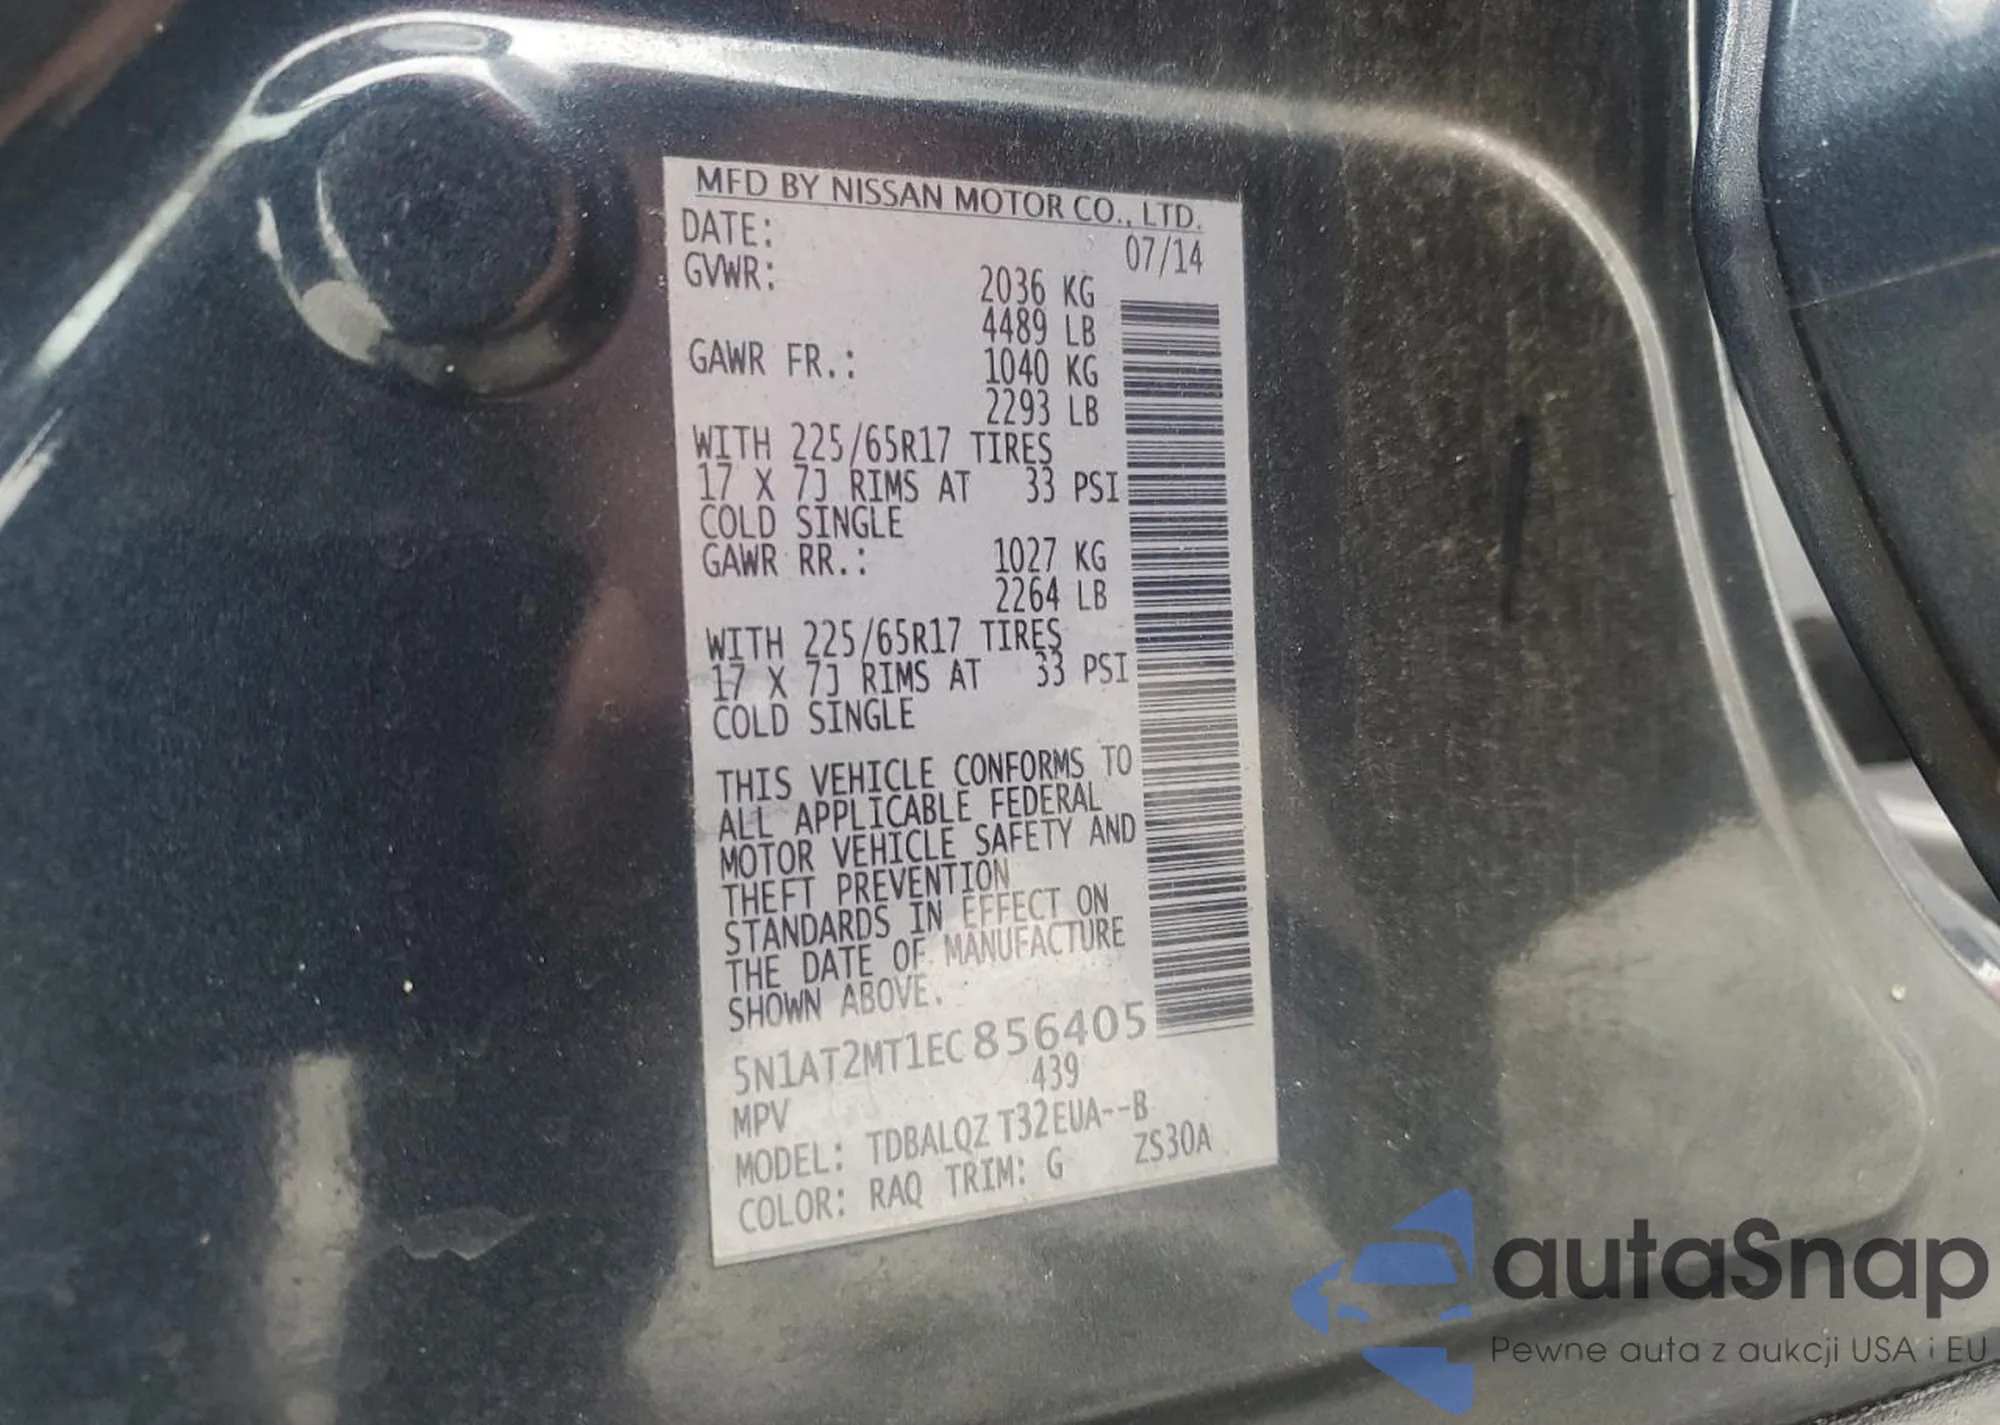 MFD BY NISSAN MOTOR CO., LTD.
DATE: 07/14
GVWR: 2036 KG
4489 LB
GAWR FR.: 1040 KG
2293 LB
WITH 225/65R17 TIRES
17 X 7J RIMS AT 33 PSI
COLD SINGLE
GAWR RR.: 1027 KG
2264 LB
WITH 225/65R17 TIRES
17 X 7J RIMS AT 33 PSI
COLD SINGLE
THIS VEHICLE CONFORMS TO
ALL APPLICABLE FEDERAL
MOTOR VEHICLE SAFETY AND
THEFT PREVENTION
STANDARDS IN EFFECT ON
THE DATE OF MANUFACTURE
SHOWN ABOVE.
5N1AT2MT1EC856405
MPV 439
MODEL: TDBALQZ T32EUA--B
COLOR: RAQ TRIM: G ZS30A
autaSnap
Pewne auta z aukcji USA i EU